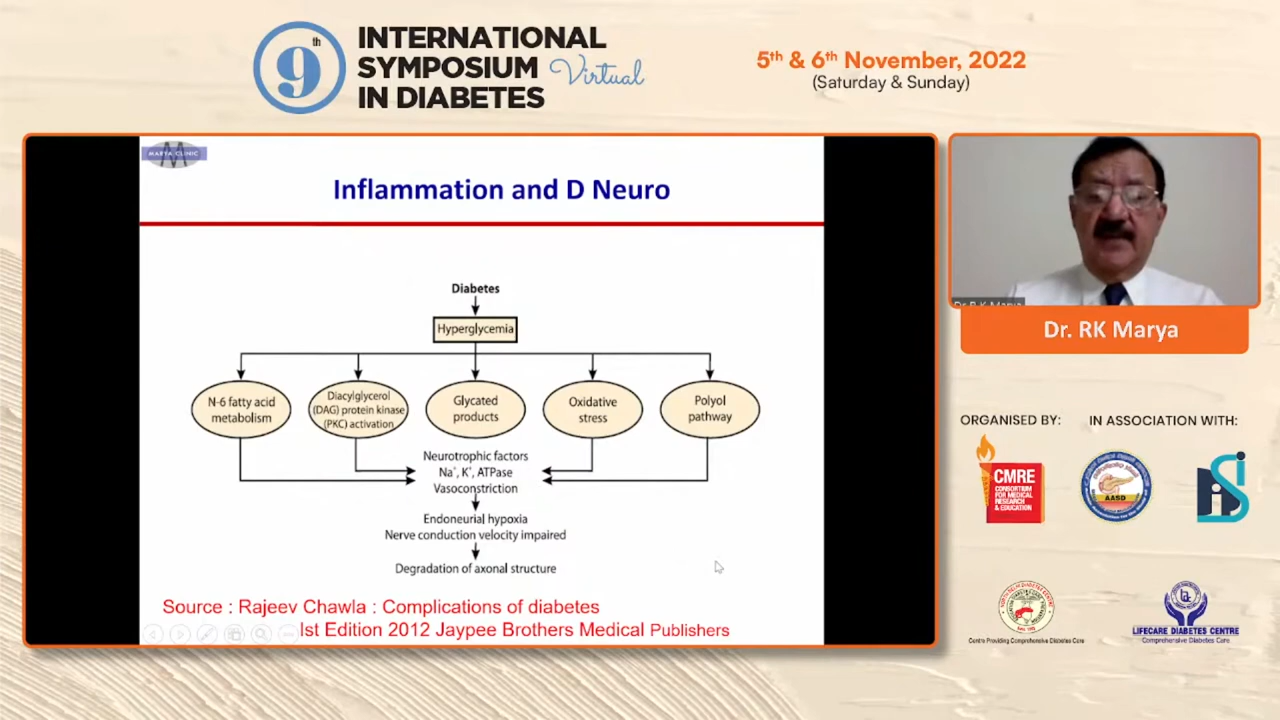 9th
INTERNATIONAL
SYMPOSIUM Virtual
IN DIABETES
5th & 6th November, 2022
(Saturday & Sunday)
MARYA CLINIC
Inflammation and D Neuro
Diabetes
Hyperglycemia
N-6 fatty acid
metabolism
Diacylglycerol
(DAG) protein kinase
(PKC) activation
Glycated
products
Oxidative
stress
Polyol
pathway
Neurotrophic factors
Na+, K+, ATPase
Vasoconstriction
Endoneurial hypoxia
Nerve conduction velocity impaired
Degradation of axonal structure
Source : Rajeev Chawla : Complications of diabetes
Ist Edition 2012 Jaypee Brothers Medical Publishers
Dr R K Marya
Dr. RK Marya
ORGANISED BY:
IN ASSOCIATION WITH:
CMRE
CONSORTIUM
FOR MEDICAL
RESEARCH
& EDUCATION
AASD
Centre Providing Comprehensive Diabetes Care
LIFECARE DIABETES CENTRE
Comprehensive Diabetes Care